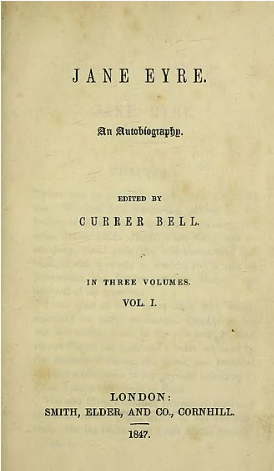 JANE EYRE.
An Autobiography.
EDITED BY
CURRER BELL.
IN THREE VOLUMES.
VOL. I.
LONDON:
SMITH, ELDER, AND CO., CORNHILL.
1847.